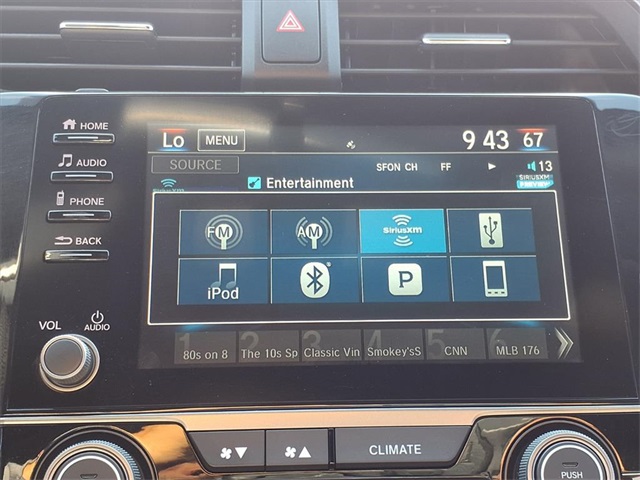 HOME
AUDIO
PHONE
BACK
VOL
AUDIO
Lo MENU 9 43 67
SOURCE SFON CH FF 13
SIRIUSXM
PREVIEW
Entertainment
FM AM SiriusXM
iPod P
1 2 3 4 5 6
80s on 8 The 10s Sp Classic Vin Smokey'sS CNN MLB 176
CLIMATE
PUSH